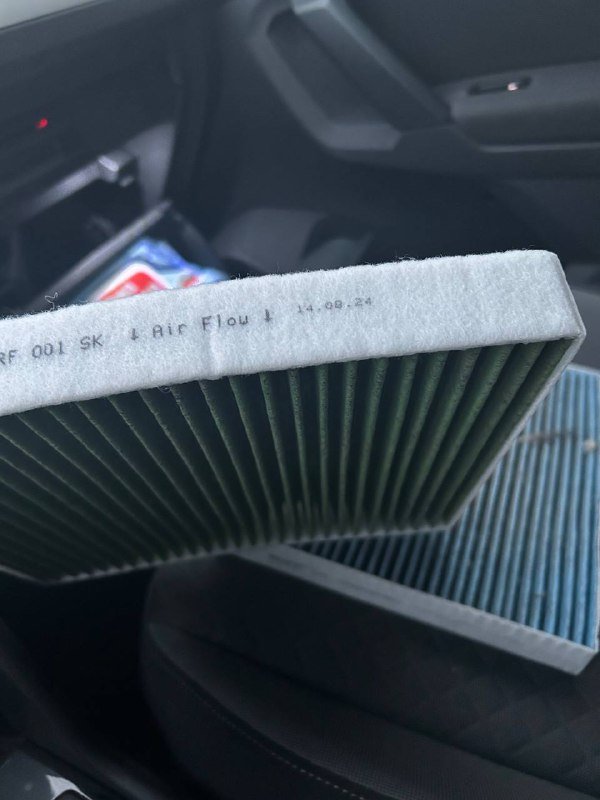 RF 001 SK ↓ Air Flow ↓ 14.08.24